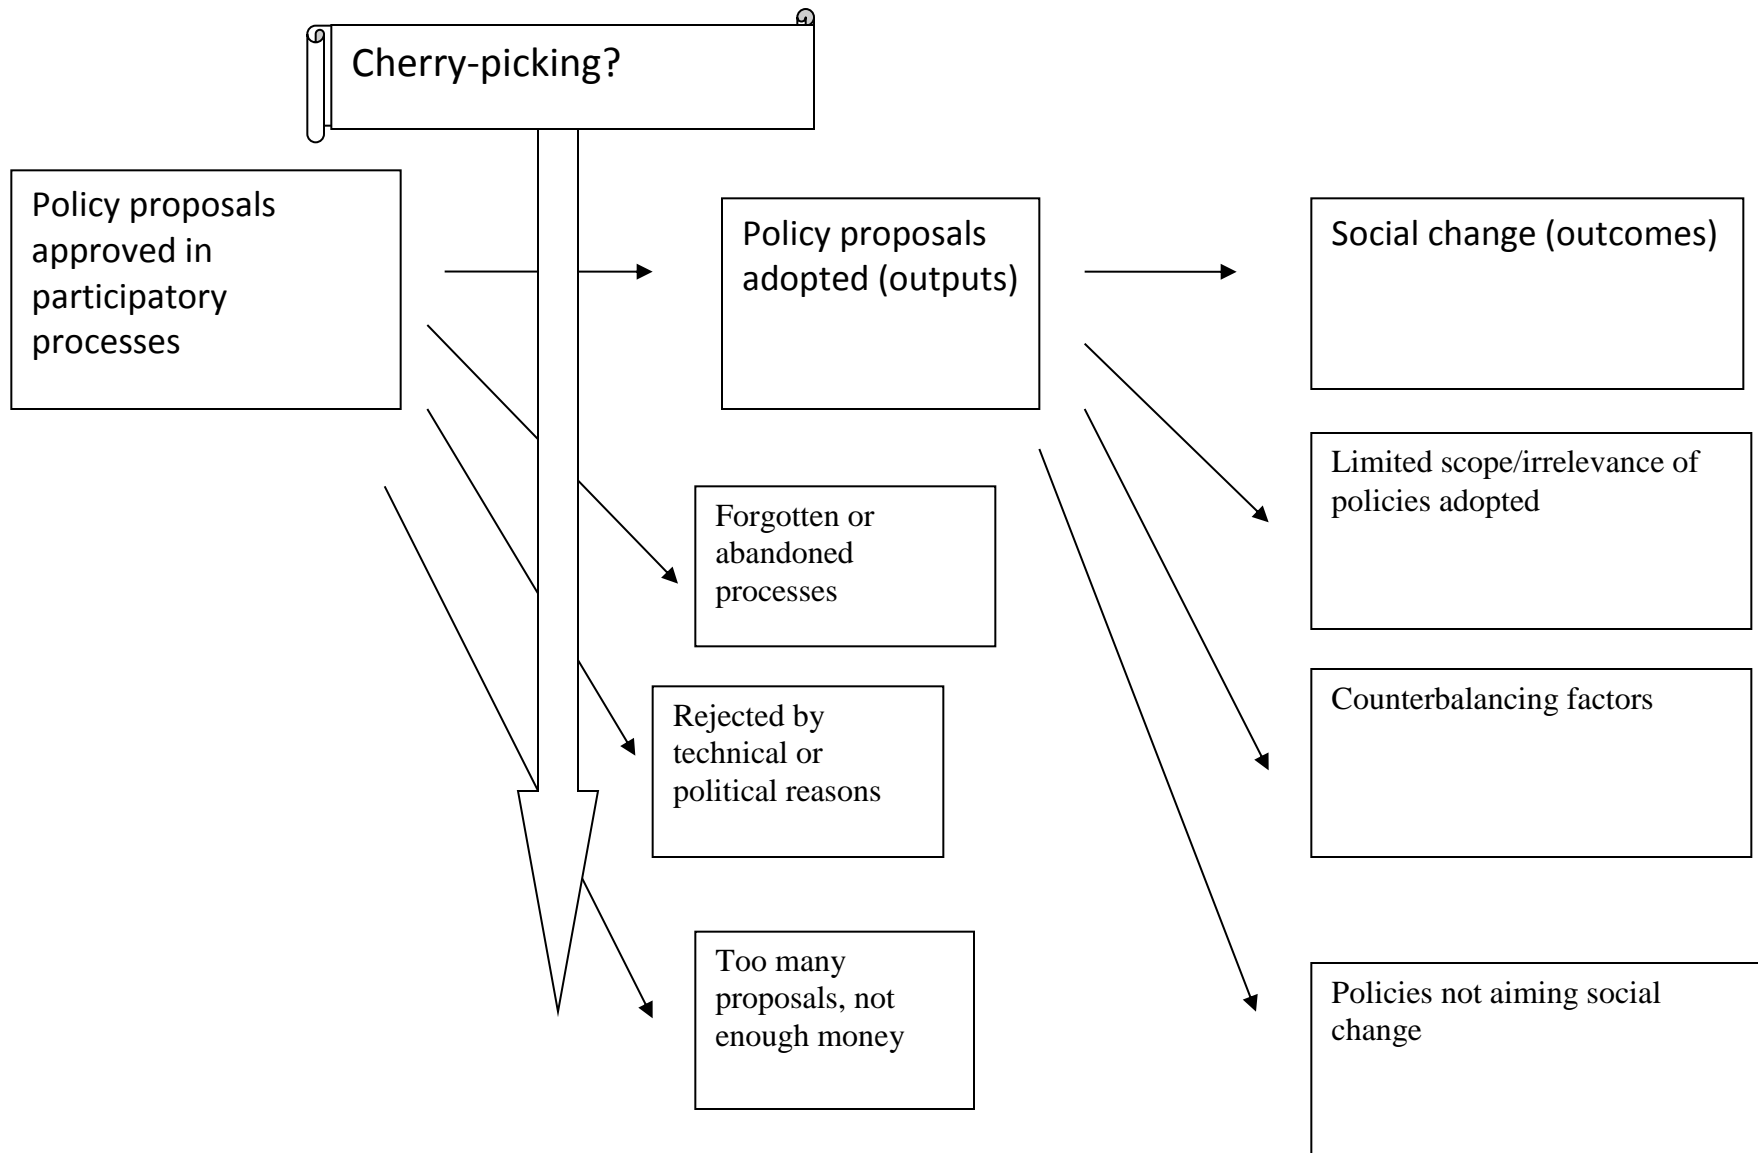 Cherry-picking?
Policy proposals
approved in
participatory
processes
Policy proposals
adopted (outputs)
Social change (outcomes)
Forgotten or
abandoned
processes
Rejected by
technical or
political reasons
Too many
proposals, not
enough money
Limited scope/irrelevance of
policies adopted
Counterbalancing factors
Policies not aiming social
change